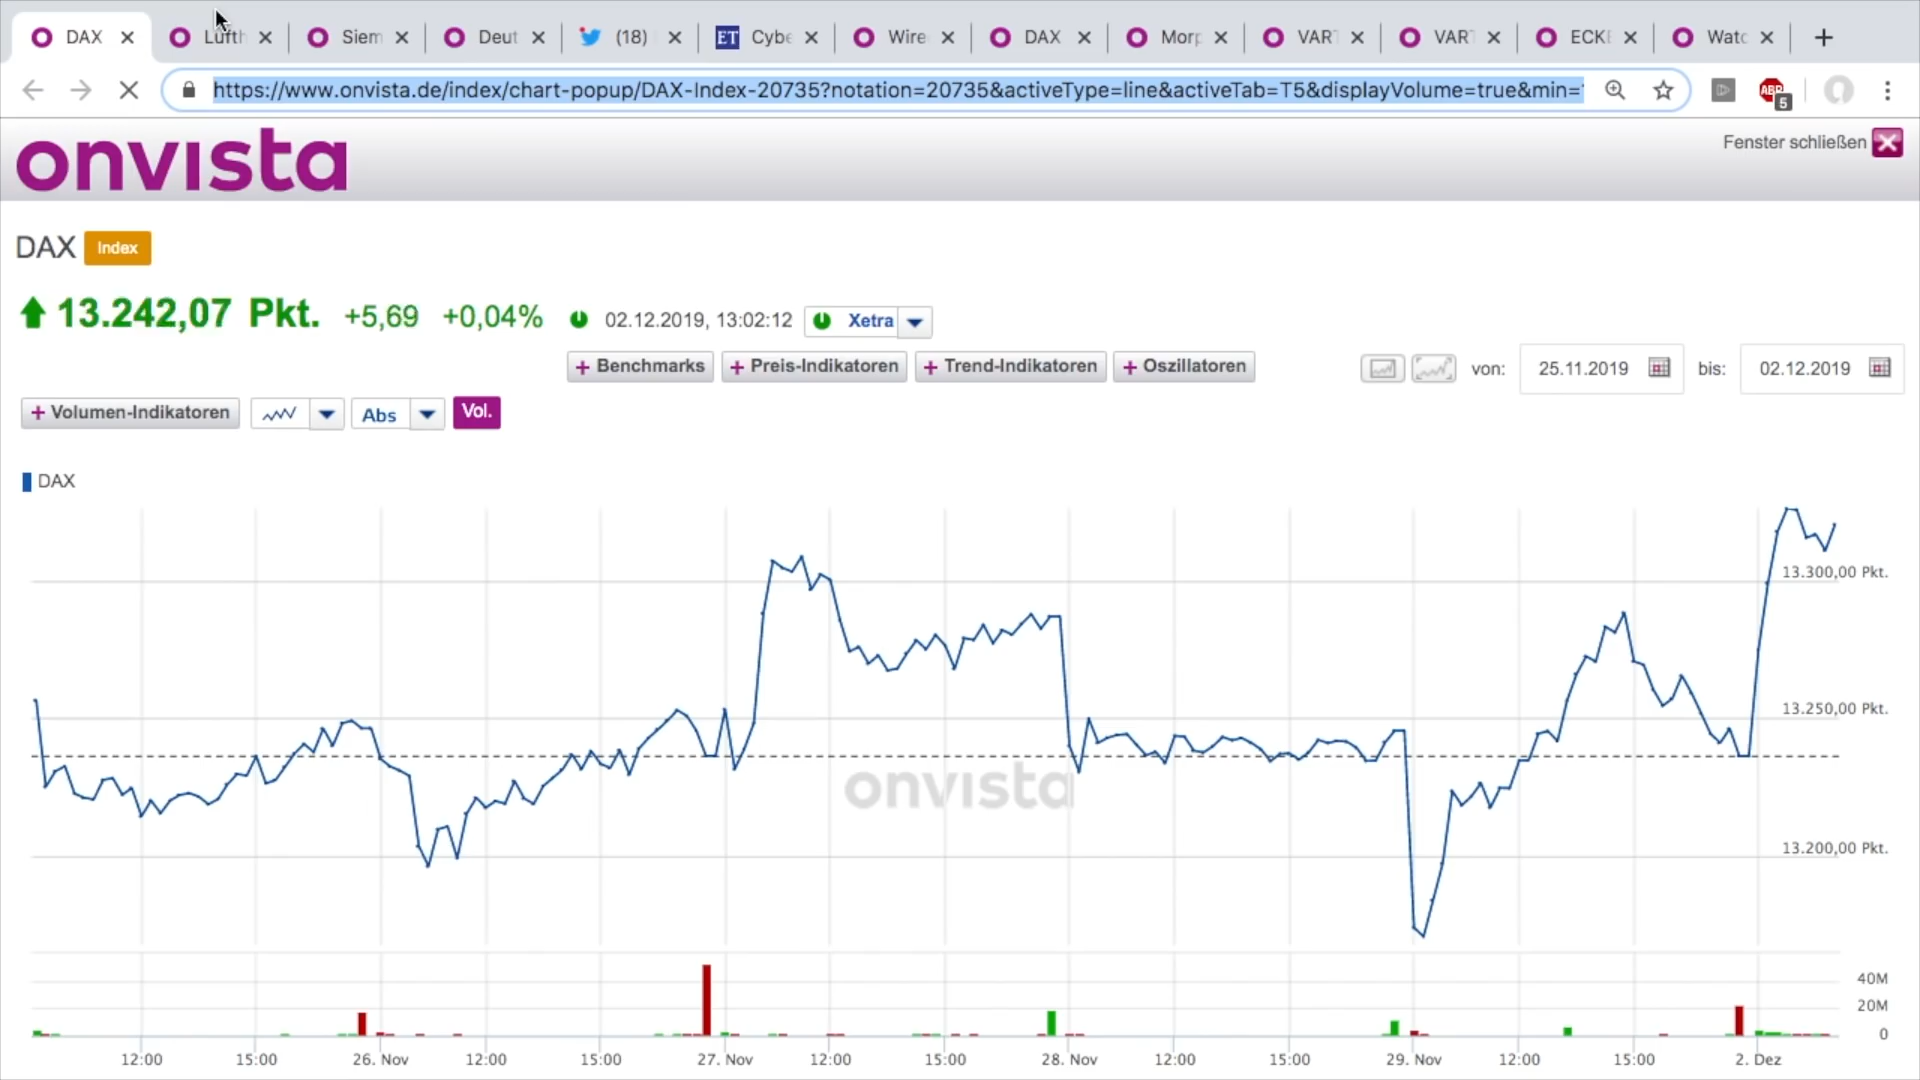 DAX
Lufth
Siem
Deut
(18)
ET Cybe
Wire
DAX
Morp
VART
VART
ECKE
Watc
https://www.onvista.de/index/chart-popup/DAX-Index-20735?notation=20735&activeType=line&activeTab=T5&displayVolume=true&min=
ABP 5
onvista
Fenster schließen
DAX Index
13.242,07 Pkt. +5,69 +0,04% 02.12.2019, 13:02:12 Xetra
+ Benchmarks + Preis-Indikatoren + Trend-Indikatoren + Oszillatoren von: 25.11.2019 bis: 02.12.2019
+ Volumen-Indikatoren Abs Vol.
DAX
13.300,00 Pkt.
13.250,00 Pkt.
onvista
13.200,00 Pkt.
40M
20M
0
12:00 15:00 26. Nov 12:00 15:00 27. Nov 12:00 15:00 28. Nov 12:00 15:00 29. Nov 12:00 15:00 2. Dez